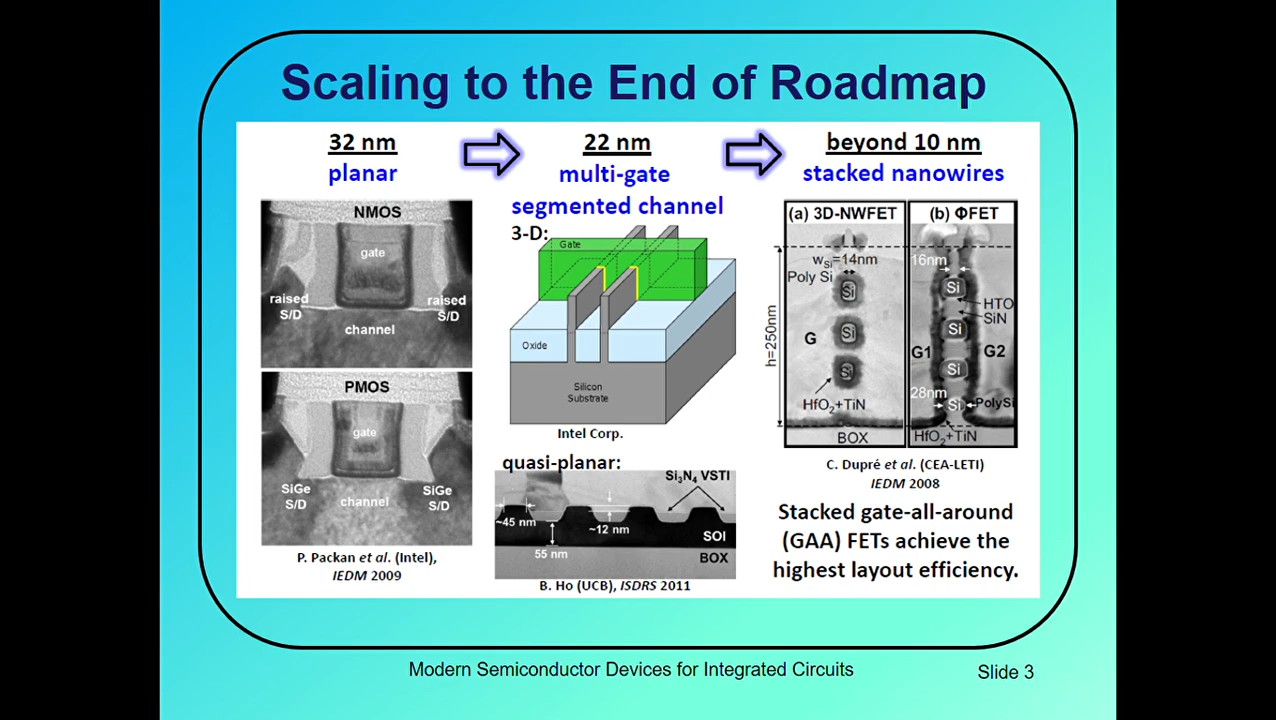 Scaling to the End of Roadmap
32 nm
planar
22 nm
multi-gate
segmented channel
beyond 10 nm
stacked nanowires
NMOS
gate
raised
S/D
raised
S/D
channel
PMOS
gate
SiGe
S/D
channel
SiGe
S/D
P. Packan et al. (Intel),
IEDM 2009
3-D:
Gate
Oxide
Silicon
Substrate
Intel Corp.
quasi-planar:
Si3N4 VSTI
~45 nm
~12 nm
55 nm
SOI
BOX
B. Ho (UCB), ISDRS 2011
(a) 3D-NWFET
wSi=14nm
Poly Si
Si
Si
Si
G
h=250nm
HfO2+TiN
BOX
(b) ΦFET
16nm
Si
HTO
SiN
Si
G1
G2
Si
28nm
Si
PolySi
HfO2+TiN
C. Dupré et al. (CEA-LETI)
IEDM 2008
Stacked gate-all-around
(GAA) FETs achieve the
highest layout efficiency.
Modern Semiconductor Devices for Integrated Circuits
Slide 3